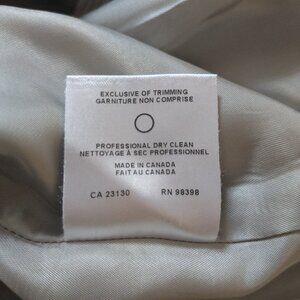 EXCLUSIVE OF TRIMMING
GARNITURE NON COMPRISE
PROFESSIONAL DRY CLEAN
NETTOYAGE À SEC PROFESSIONNEL
MADE IN CANADA
FAIT AU CANADA
CA 23130 RN 98398